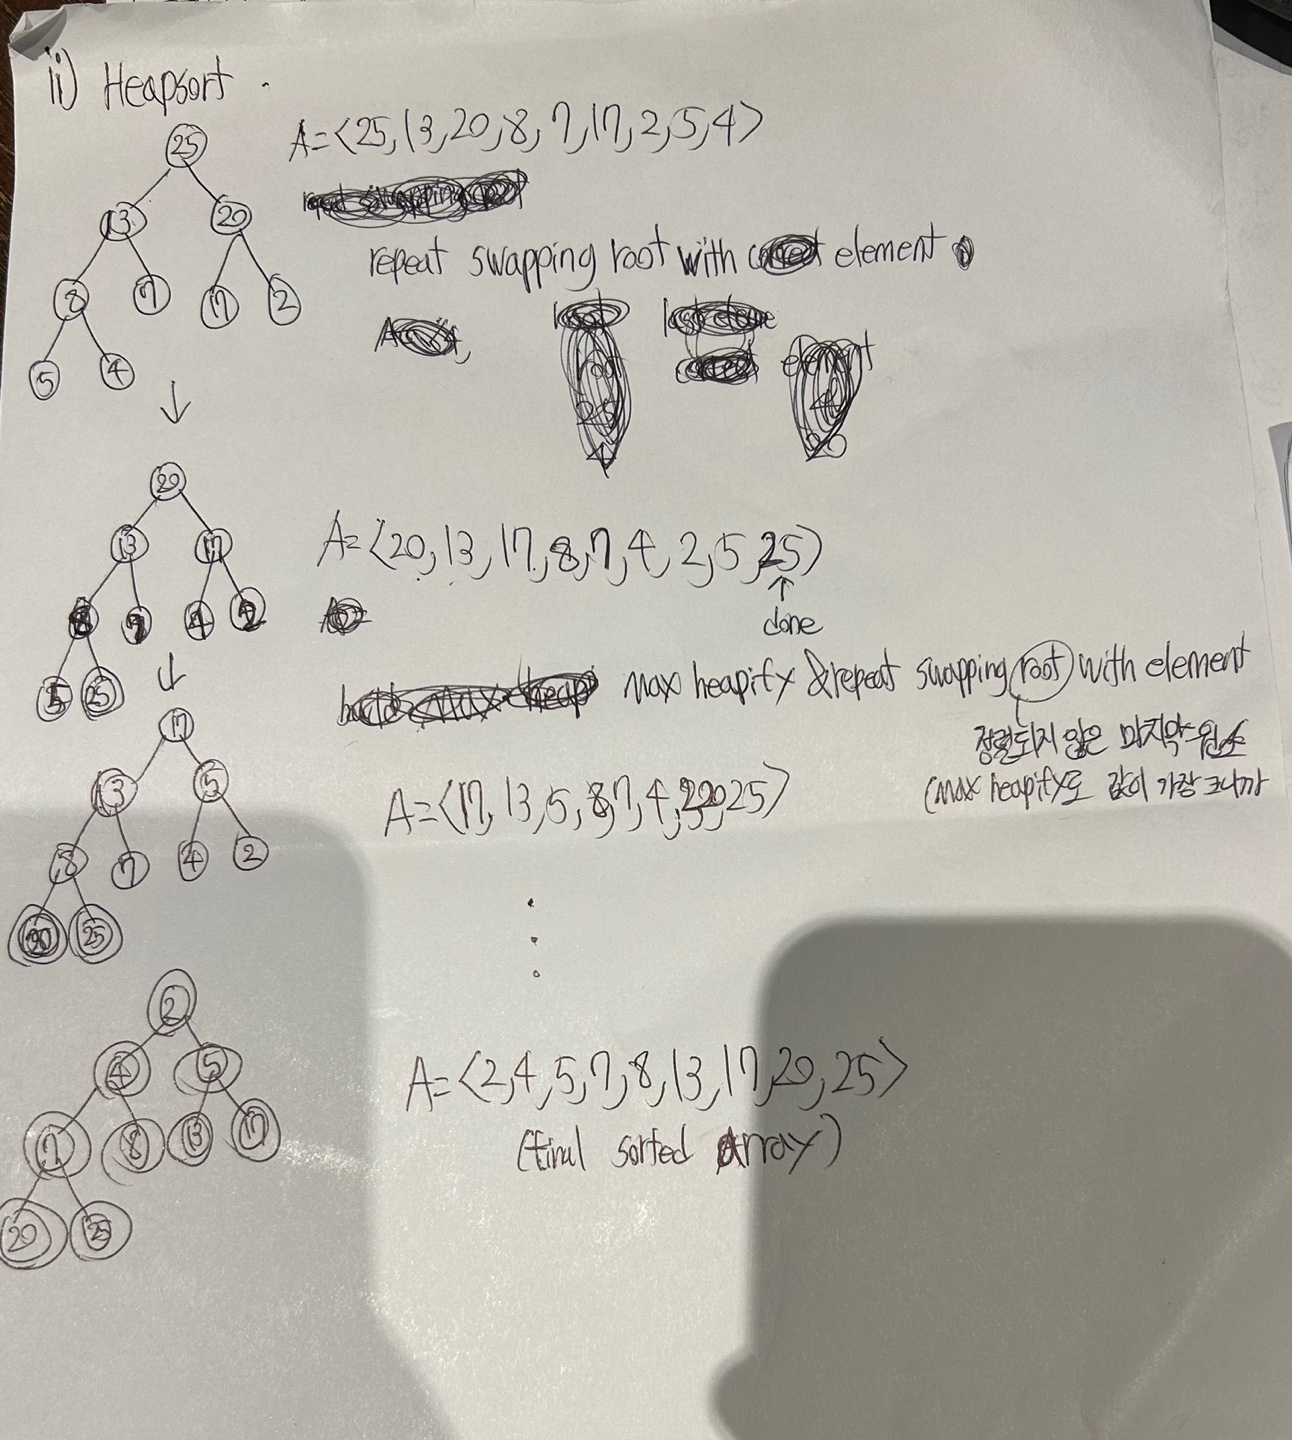 ii) Heapsort.
A=<25,13,20,8,7,17,2,5,4>
25
13 20
repeat swapping root with element
8 7 17 2
5 4
20
13 17
A=<20,13,17,8,7,4,2,5,25>
8 7 4 2
done
5 25
max heapify & repeat swapping root with element
정렬되지 않은 마지막 원소
(max heapify로 값이 가장 크니까
17
13 5
A=<17,13,5,8,7,4,2,20,25>
8 7 4 2
20 25
2
4 5
A=<2,4,5,7,8,13,17,20,25>
7 8 13 17
(final sorted Array)
20 25